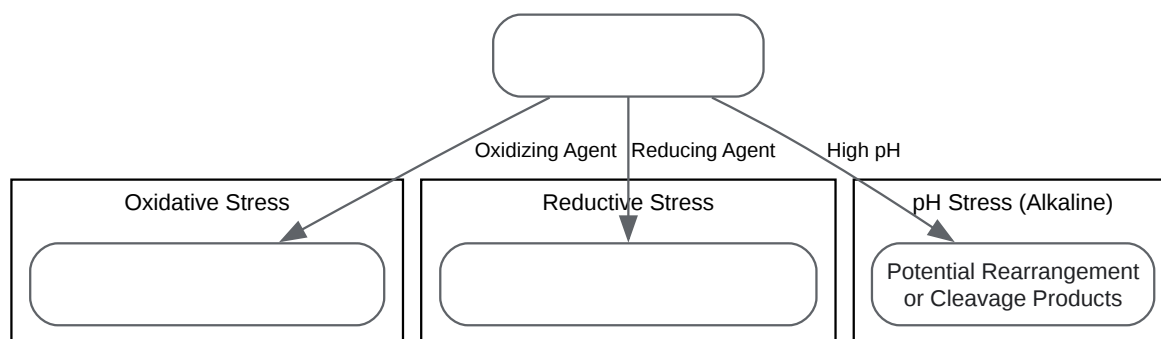 Oxidizing Agent
Reducing Agent
High pH
Oxidative Stress
Reductive Stress
pH Stress (Alkaline)
Potential Rearrangement
or Cleavage Products